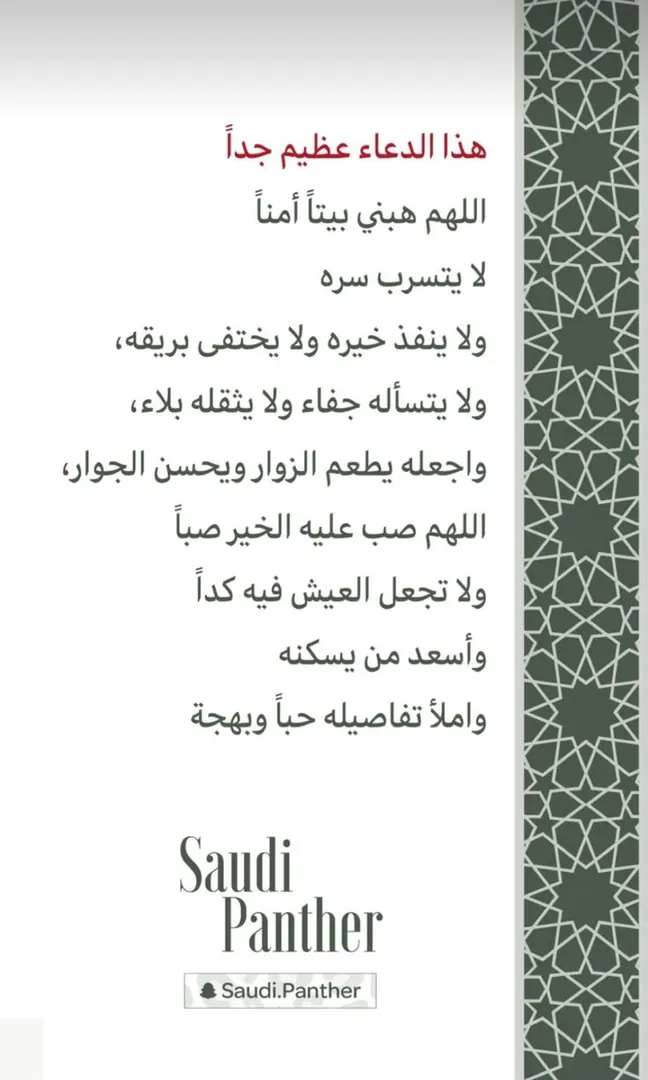 هذا الدعاء عظيم جداً
اللهم هبني بيتاً أمناً
لا يتسرب سره
ولا ينفذ خيره ولا يختفى بريقه،
ولا يتسأله جفاء ولا يثقله بلاء،
واجعله يطعم الزوار ويحسن الجوار،
اللهم صب عليه الخير صباً
ولا تجعل العيش فيه كداً
وأسعد من يسكنه
واملأ تفاصيله حباً وبهجة
Saudi
Panther
Saudi.Panther